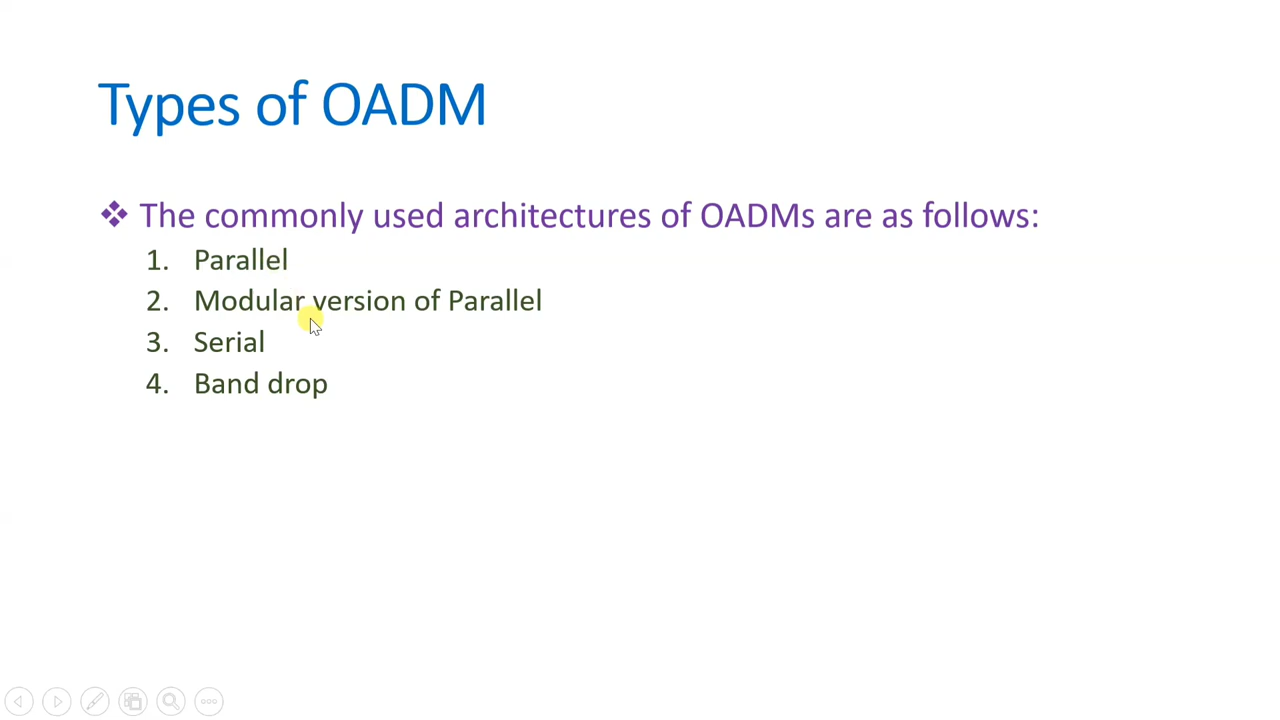 Types of OADM
❖ The commonly used architectures of OADMs are as follows:
1. Parallel
2. Modular version of Parallel
3. Serial
4. Band drop